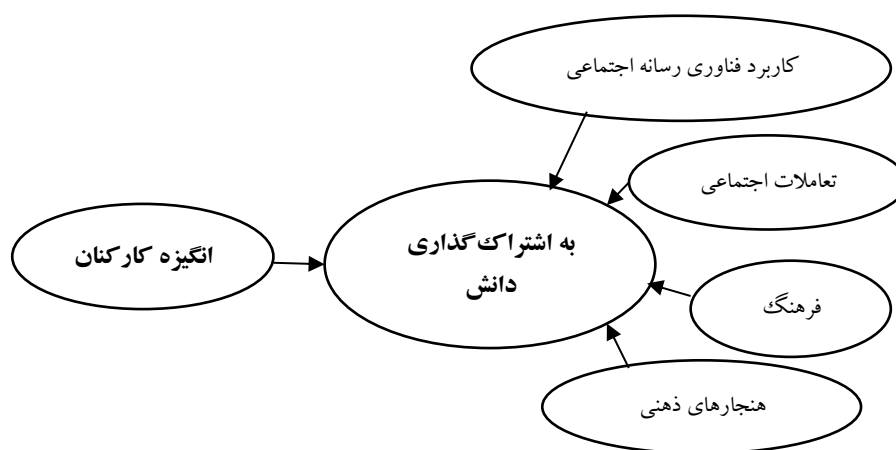 کاربرد فناوری رسانه اجتماعی
تعاملات اجتماعی
به اشتراک‌گذاری
دانش
انگیزه کارکنان
فرهنگ
هنجارهای ذهنی